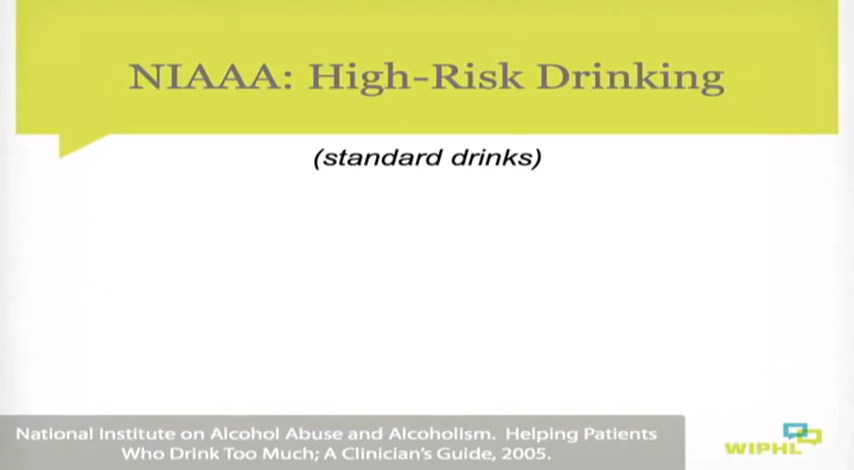 NIAAA: High-Risk Drinking
(standard drinks)
National Institute on Alcohol Abuse and Alcoholism. Helping Patients
Who Drink Too Much; A Clinician's Guide, 2005.
WIPHL